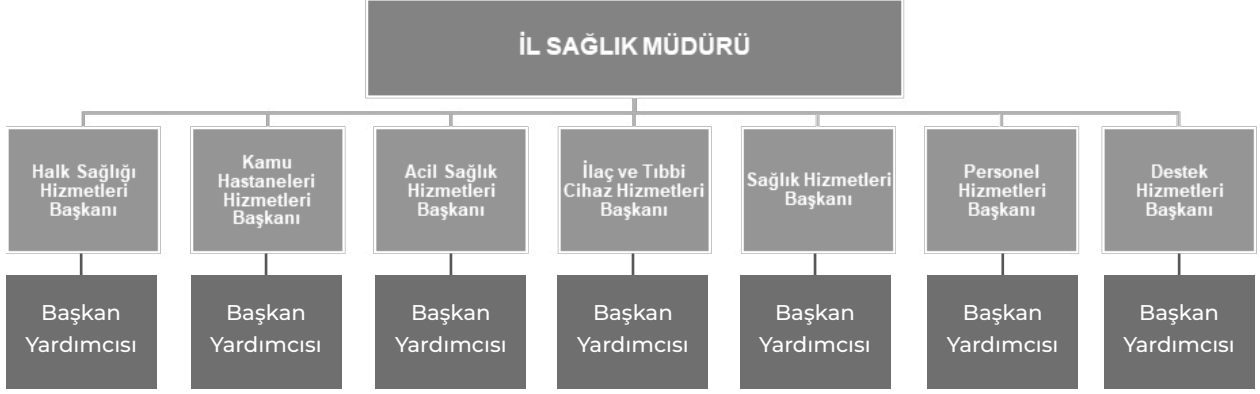 İL SAĞLIK MÜDÜRÜ
Halk Sağlığı
Hizmetleri
Başkanı
Kamu
Hastaneleri
Hizmetleri
Başkanı
Acil Sağlık
Hizmetleri
Başkanı
İlaç ve Tıbbi
Cihaz Hizmetleri
Başkanı
Sağlık Hizmetleri
Başkanı
Personel
Hizmetleri
Başkanı
Destek
Hizmetleri
Başkanı
Başkan
Yardımcısı
Başkan
Yardımcısı
Başkan
Yardımcısı
Başkan
Yardımcısı
Başkan
Yardımcısı
Başkan
Yardımcısı
Başkan
Yardımcısı